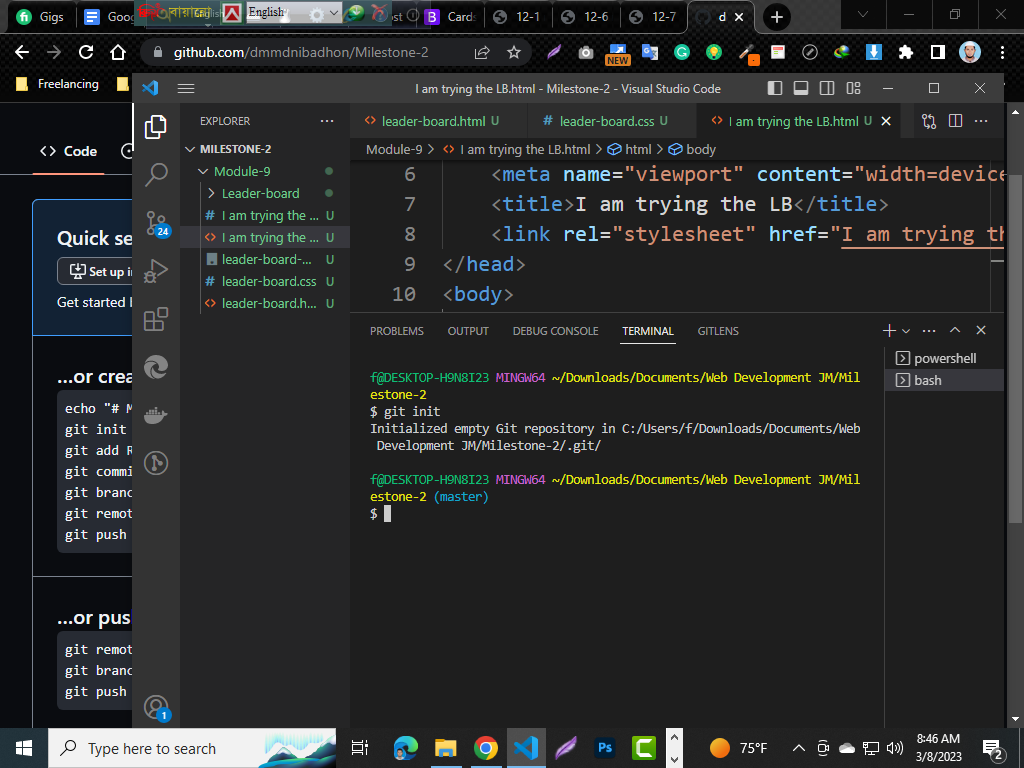 Gigs
Goo
বায়ান্নো
English
English
ost
Card
12-1
12-6
12-7
d
github.com/dmmdnibadhon/Milestone-2
NEW
Freelancing
I am trying the LB.html - Milestone-2 - Visual Studio Code
Code
Quick se
Set up i
Get started
...or crea
echo "# M
git init
git add R
git commi
git branc
git remot
git push
...or pus
git remot
git branc
git push
24
1
EXPLORER
MILESTONE-2
Module-9
Leader-board
# I am trying the ... U
<> I am trying the ... U
leader-board-... U
# leader-board.css U
<> leader-board.h... U
<> leader-board.html U
# leader-board.css U
<> I am trying the LB.html U
Module-9 > <> I am trying the LB.html > html > body
6 <meta name="viewport" content="width=device
7 <title>I am trying the LB</title>
8 <link rel="stylesheet" href="I am trying th
9 </head>
10 <body>
PROBLEMS OUTPUT DEBUG CONSOLE TERMINAL GITLENS
powershell
bash
f@DESKTOP-H9N8I23 MINGW64 ~/Downloads/Documents/Web Development JM/Mil
estone-2
$ git init
Initialized empty Git repository in C:/Users/f/Downloads/Documents/Web
Development JM/Milestone-2/.git/
f@DESKTOP-H9N8I23 MINGW64 ~/Downloads/Documents/Web Development JM/Mil
estone-2 (master)
$
Type here to search
Ps
75°F
8:46 AM
3/8/2023
2